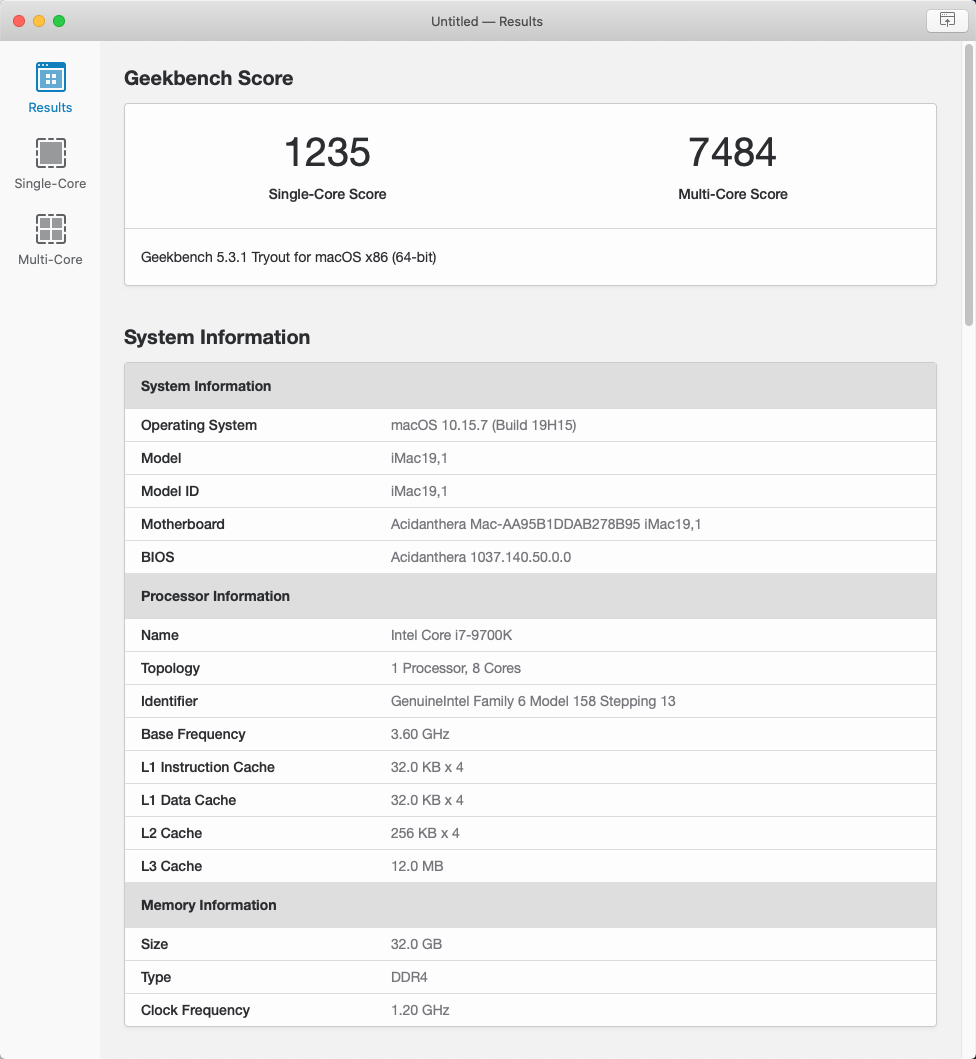 Untitled — Results
Results
Single-Core
Multi-Core
Geekbench Score
1235 7484
Single-Core Score Multi-Core Score
Geekbench 5.3.1 Tryout for macOS x86 (64-bit)
System Information
System Information
Operating System macOS 10.15.7 (Build 19H15)
Model iMac19,1
Model ID iMac19,1
Motherboard Acidanthera Mac-AA95B1DDAB278B95 iMac19,1
BIOS Acidanthera 1037.140.50.0.0
Processor Information
Name Intel Core i7-9700K
Topology 1 Processor, 8 Cores
Identifier GenuineIntel Family 6 Model 158 Stepping 13
Base Frequency 3.60 GHz
L1 Instruction Cache 32.0 KB x 4
L1 Data Cache 32.0 KB x 4
L2 Cache 256 KB x 4
L3 Cache 12.0 MB
Memory Information
Size 32.0 GB
Type DDR4
Clock Frequency 1.20 GHz